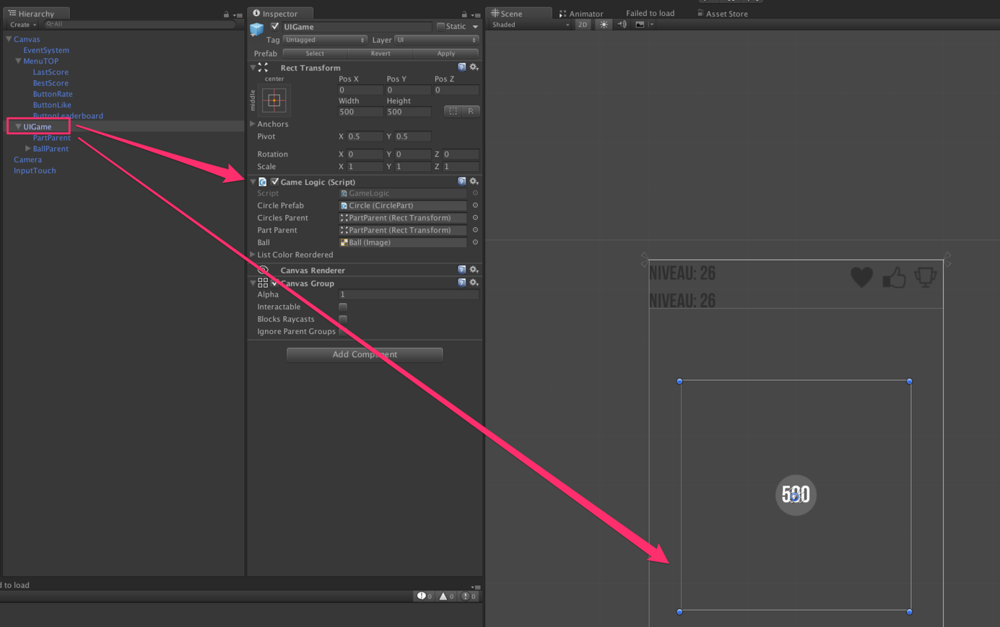 Hierarchy
Create
All
Canvas
EventSystem
MenuTOP
LastScore
BestScore
ButtonRate
ButtonLike
ButtonLeaderboard
UIGame
PartParent
BallParent
Camera
InputTouch
Inspector
UIGame
Static
Tag Untagged Layer UI
Prefab Select Revert Apply
Rect Transform
center
middle
Pos X Pos Y Pos Z
0 0 0
Width Height
500 500
R
Anchors
Pivot X 0.5 Y 0.5
Rotation X 0 Y 0 Z 0
Scale X 1 Y 1 Z 1
Game Logic (Script)
Script GameLogic
Circle Prefab Circle (CirclePart)
Circles Parent PartParent (Rect Transform)
Part Parent PartParent (Rect Transform)
Ball Ball (Image)
List Color Reordered
Canvas Renderer
Canvas Group
Alpha 1
Interactable
Blocks Raycasts
Ignore Parent Groups
Add Component
Scene Animator Failed to load Asset Store
Shaded 2D
NIVEAU: 26
NIVEAU: 26
d to load
0 0 0